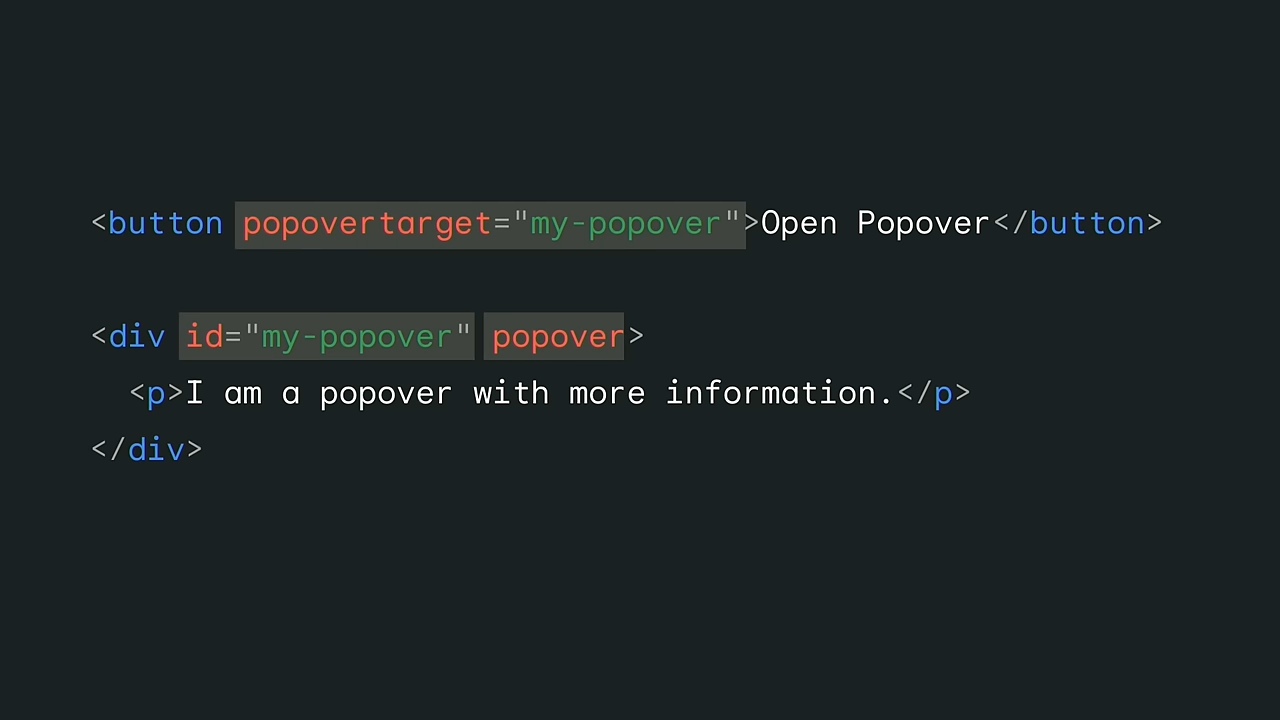 <button popovertarget="my-popover">Open Popover</button>
<div id="my-popover" popover>
<p>I am a popover with more information.</p>
</div>